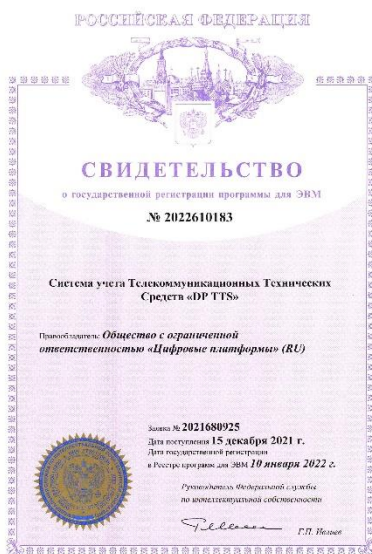 РОССИЙСКАЯ ФЕДЕРАЦИЯ
СВИДЕТЕЛЬСТВО
о государственной регистрации программы для ЭВМ
№ 2022610183
Система учета Телекоммуникационных Технических
Средств «DP TTS»
Правообладатель: Общество с ограниченной
ответственностью «Цифровые платформы» (RU)
Заявка № 2021680925
Дата поступления 15 декабря 2021 г.
Дата государственной регистрации
в Реестре программ для ЭВМ 10 января 2022 г.
Руководитель Федеральной службы
по интеллектуальной собственности
Г.П. Ивлиев